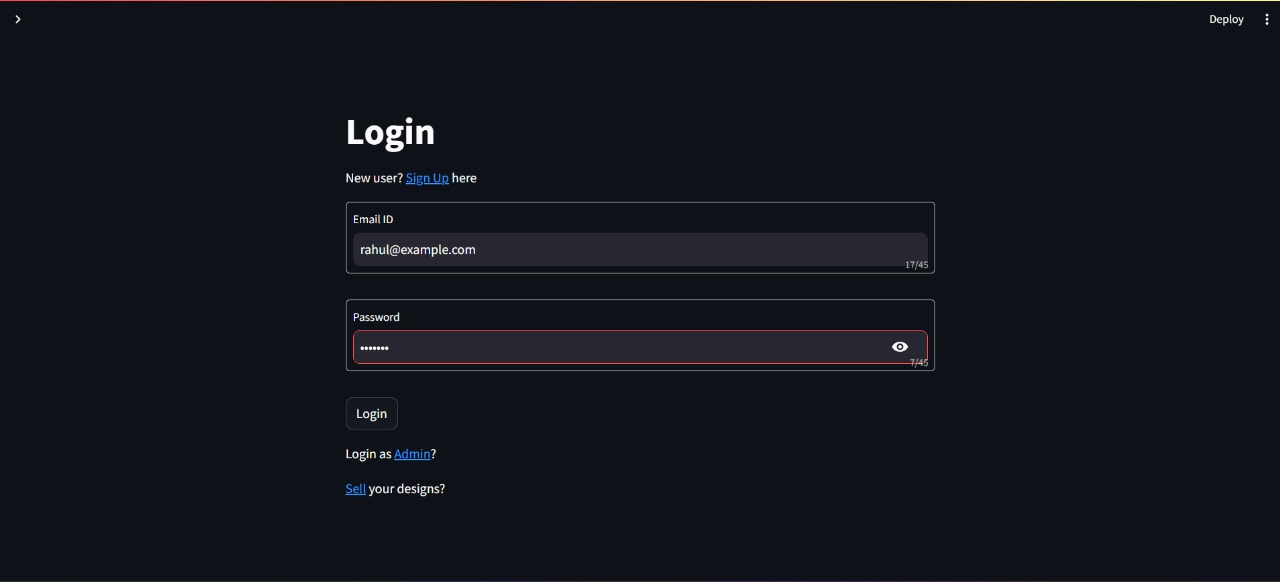 Deploy
Login
New user? Sign Up here
Email ID
rahul@example.com
17/45
Password
•••••••
7/45
Login
Login as Admin?
Sell your designs?